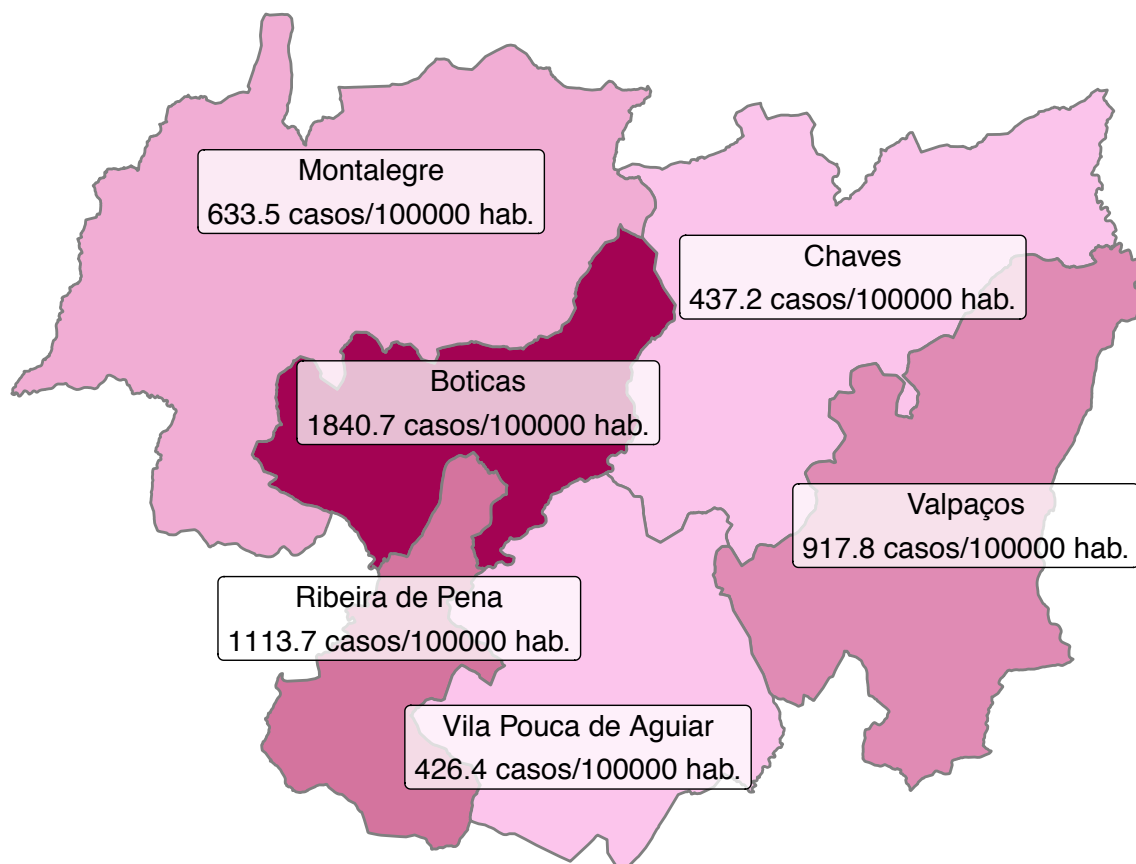 Montalegre
633.5 casos/100000 hab.
Chaves
437.2 casos/100000 hab.
Boticas
1840.7 casos/100000 hab.
Valpaços
917.8 casos/100000 hab.
Ribeira de Pena
1113.7 casos/100000 hab.
Vila Pouca de Aguiar
426.4 casos/100000 hab.